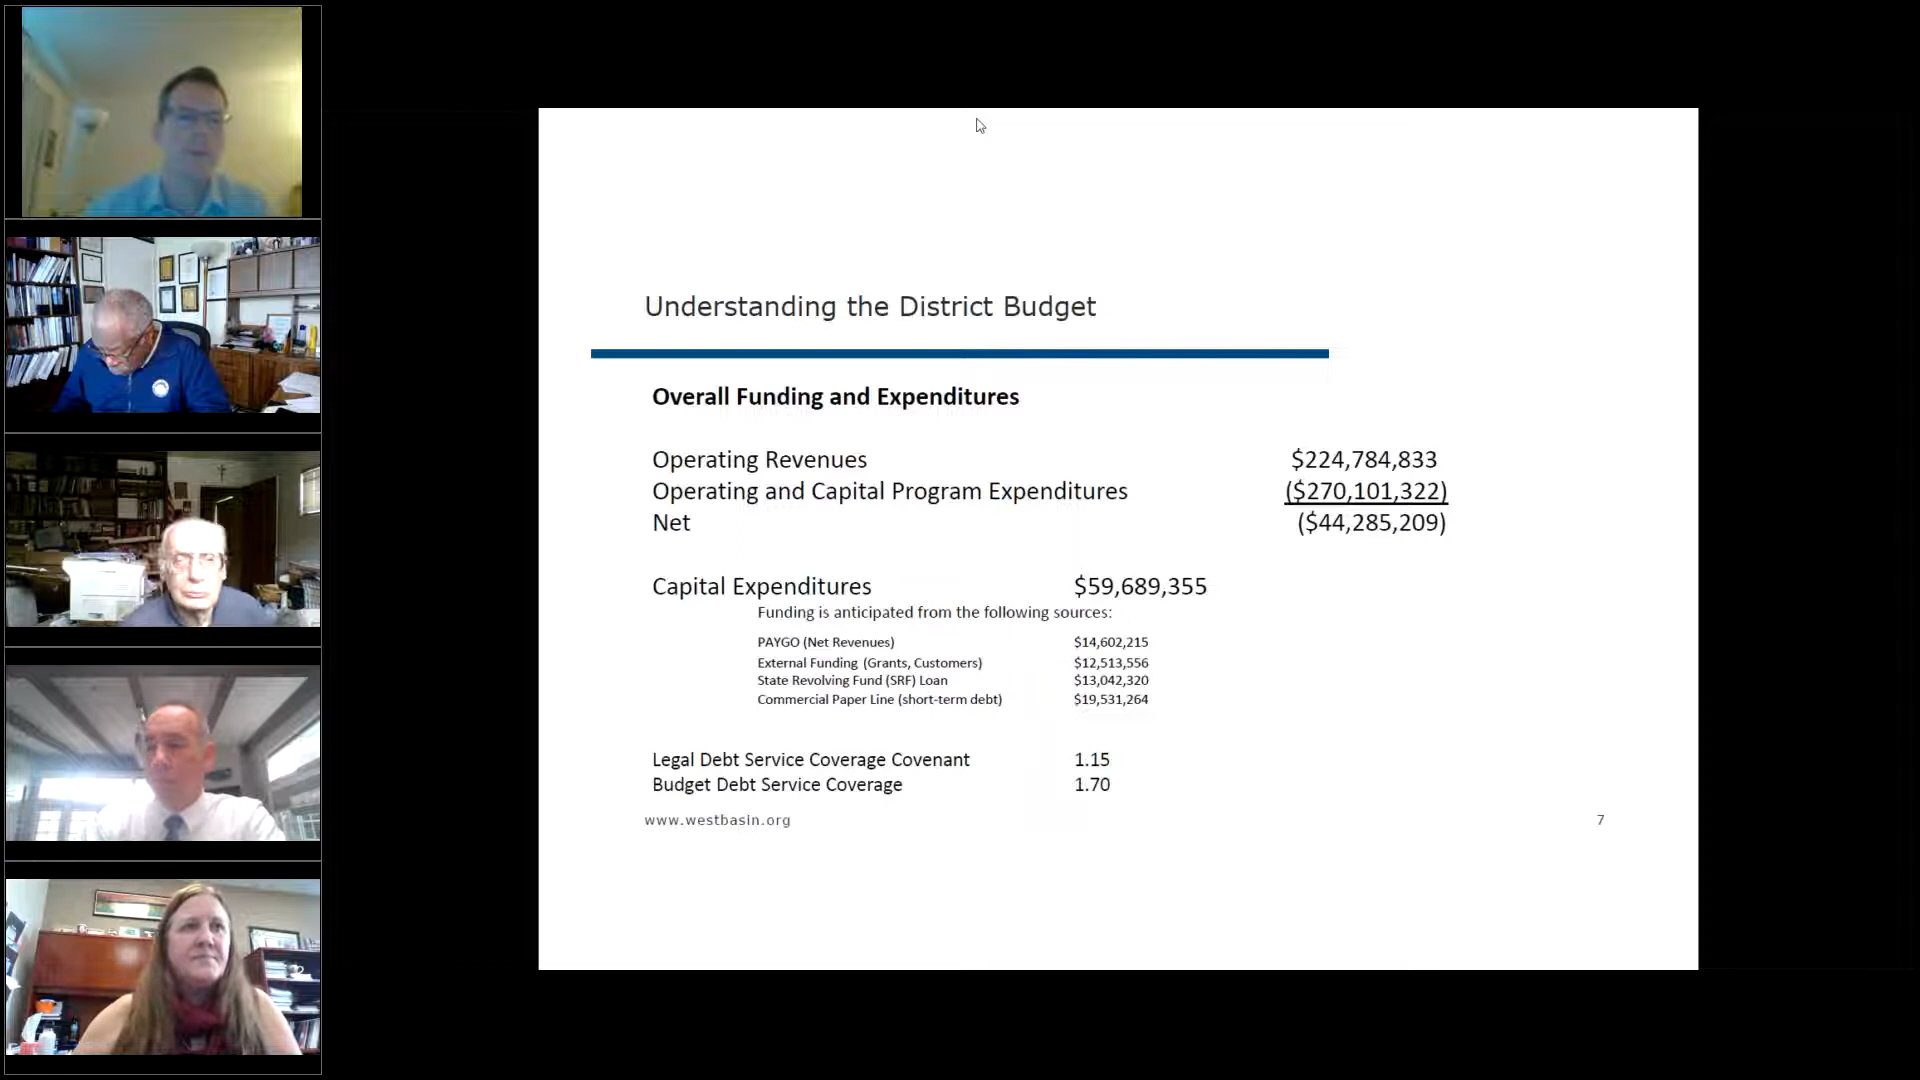 Understanding the District Budget
Overall Funding and Expenditures
Operating Revenues $224,784,833
Operating and Capital Program Expenditures ($270,101,322)
Net ($44,285,209)
Capital Expenditures $59,689,355
Funding is anticipated from the following sources:
PAYGO (Net Revenues) $14,602,215
External Funding (Grants, Customers) $12,513,556
State Revolving Fund (SRF) Loan $13,042,320
Commercial Paper Line (short-term debt) $19,531,264
Legal Debt Service Coverage Covenant 1.15
Budget Debt Service Coverage 1.70
www.westbasin.org 7